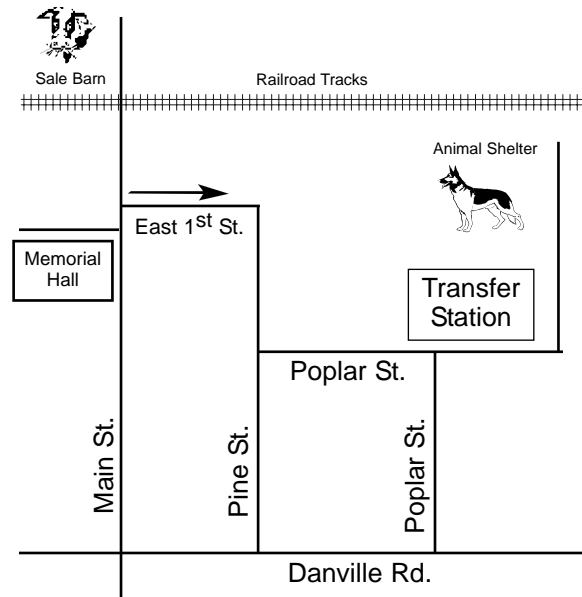 Sale Barn
Railroad Tracks
Animal Shelter
East 1st St.
Memorial
Hall
Transfer
Station
Poplar St.
Main St.
Pine St.
Poplar St.
Danville Rd.